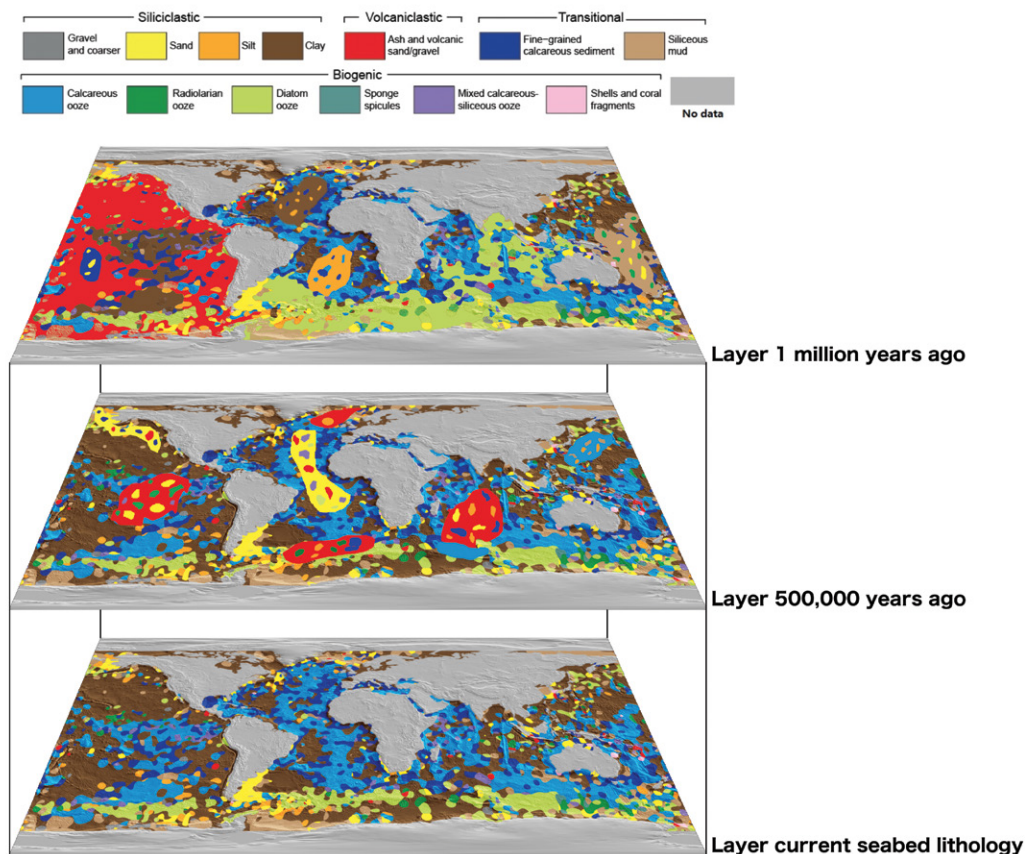 Siliciclastic
Volcaniclastic
Transitional
Gravel
and coarser
Sand
Silt
Clay
Ash and volcanic
sand/gravel
Fine-grained
calcareous sediment
Siliceous
mud
Biogenic
Calcareous
ooze
Radiolarian
ooze
Diatom
ooze
Sponge
spicules
Mixed calcareous-
siliceous ooze
Shells and coral
fragments
No data
Layer 1 million years ago
Layer 500,000 years ago
Layer current seabed lithology